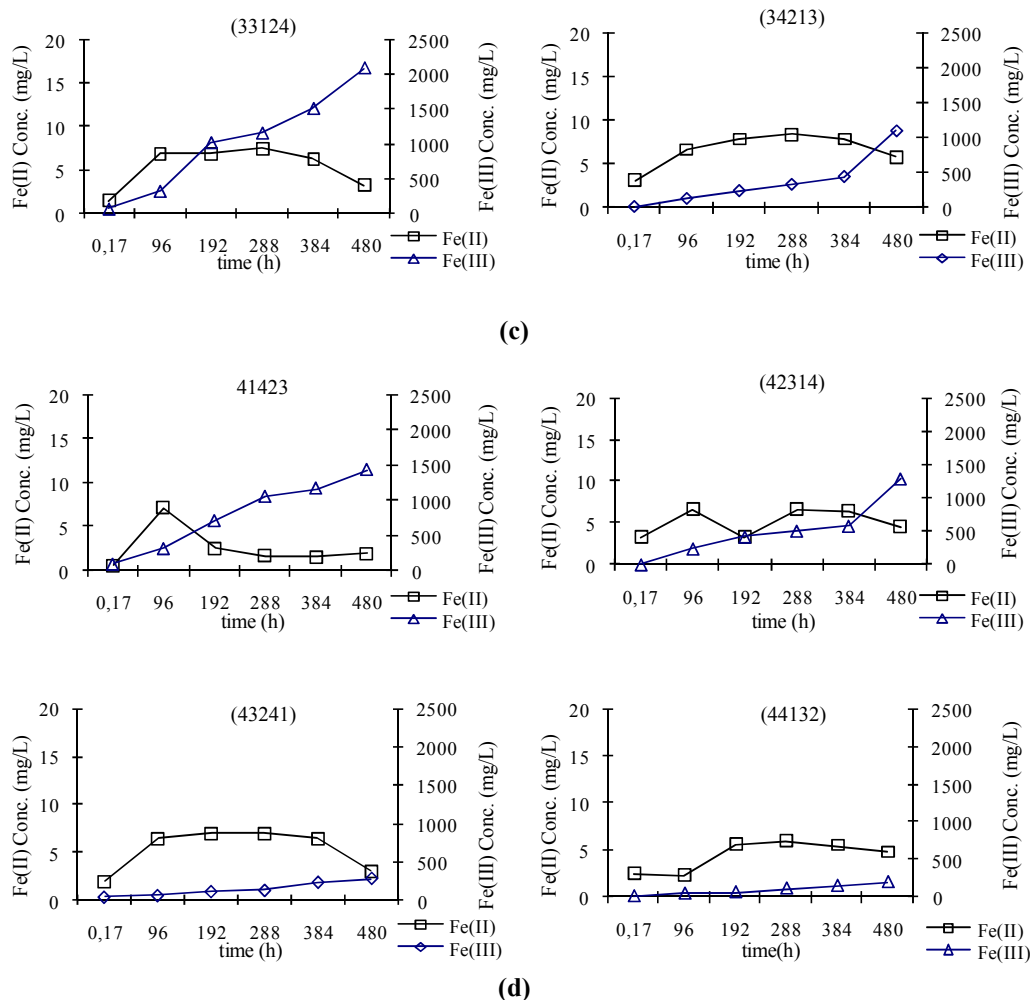 (33124)
Fe(II) Conc. (mg/L)
20
15
10
5
0
2500
2000
1500
1000
500
0
Fe(III) Conc. (mg/L)
0,17 96 192 288 384 480
time (h)
Fe(II)
Fe(III)
(34213)
Fe(II) Conc. (mg/L)
20
15
10
5
0
2500
2000
1500
1000
500
0
Fe(III) Conc. (mg/L)
0,17 96 192 288 384 480
time (h)
Fe(II)
Fe(III)
(c)
41423
Fe(II) Conc. (mg/L)
20
15
10
5
0
2500
2000
1500
1000
500
0
Fe(III) Conc. (mg/L)
0,17 96 192 288 384 480
time (h)
Fe(II)
Fe(III)
(42314)
Fe(II) Conc. (mg/L)
20
15
10
5
0
2500
2000
1500
1000
500
0
Fe(III) Conc. (mg/L)
0,17 96 192 288 384 480
time (h)
Fe(II)
Fe(III)
(43241)
Fe(II) Conc. (mg/L)
20
15
10
5
0
2500
2000
1500
1000
500
0
Fe(III) Conc. (mg/L)
0,17 96 192 288 384 480
time (h)
Fe(II)
Fe(III)
(44132)
Fe(II) Conc. (mg/L)
20
15
10
5
0
2500
2000
1500
1000
500
0
Fe(III) Conc. (mg/L)
0,17 96 192 288 384 480
time(h)
Fe(II)
Fe(III)
(d)